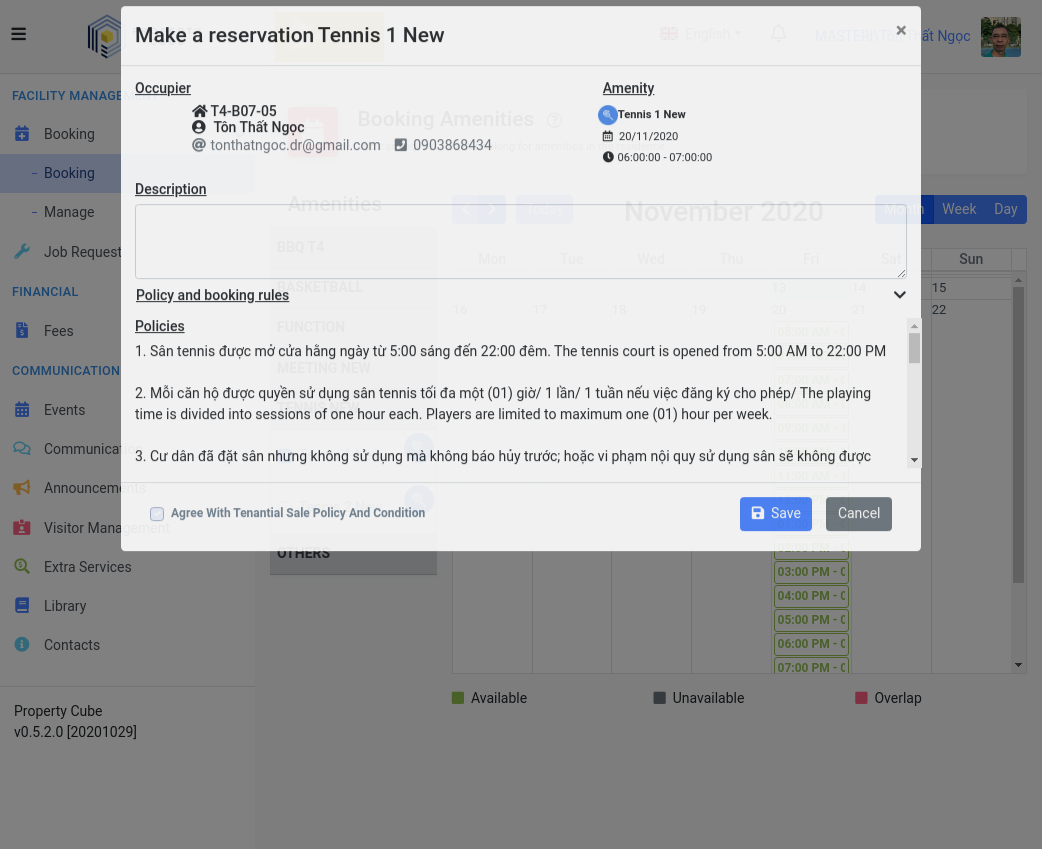 Make a reservation Tennis 1 New
×
English
MASTERI
Tôn Thất Ngọc
Occupier
T4-B07-05
Tôn Thất Ngọc
tonthatngoc.dr@gmail.com 0903868434
Amenity
Tennis 1 New
20/11/2020
06:00:00 - 07:00:00
Description
Policy and booking rules
Policies
1. Sân tennis được mở cửa hằng ngày từ 5:00 sáng đến 22:00 đêm. The tennis court is opened from 5:00 AM to 22:00 PM
2. Mỗi căn hộ được quyền sử dụng sân tennis tối đa một (01) giờ/ 1 lần/ 1 tuần nếu việc đăng ký cho phép/ The playing
time is divided into sessions of one hour each. Players are limited to maximum one (01) hour per week.
3. Cư dân đã đặt sân nhưng không sử dụng mà không báo hủy trước; hoặc vi phạm nội quy sử dụng sân sẽ không được
Agree With Tenantial Sale Policy And Condition
Save
Cancel
FACILITY MANAGEMENT
Booking
Booking
Manage
Job Request
FINANCIAL
Fees
COMMUNICATION
Events
Communication
Announcements
Visitor Management
Extra Services
Library
Contacts
Property Cube
v0.5.2.0 [20201029]
Booking Amenities
Amenities
BBQ T4
BASKETBALL
FUNCTION
MEETING NEW
OTHERS
Today
November 2020
Month Week Day
Mon Tue Wed Thu Fri Sat Sun
13 14 15
16 17 18 19 20 21 22
03:00 PM - 0
04:00 PM - 0
05:00 PM - 0
06:00 PM - 0
07:00 PM - 0
Available
Unavailable
Overlap